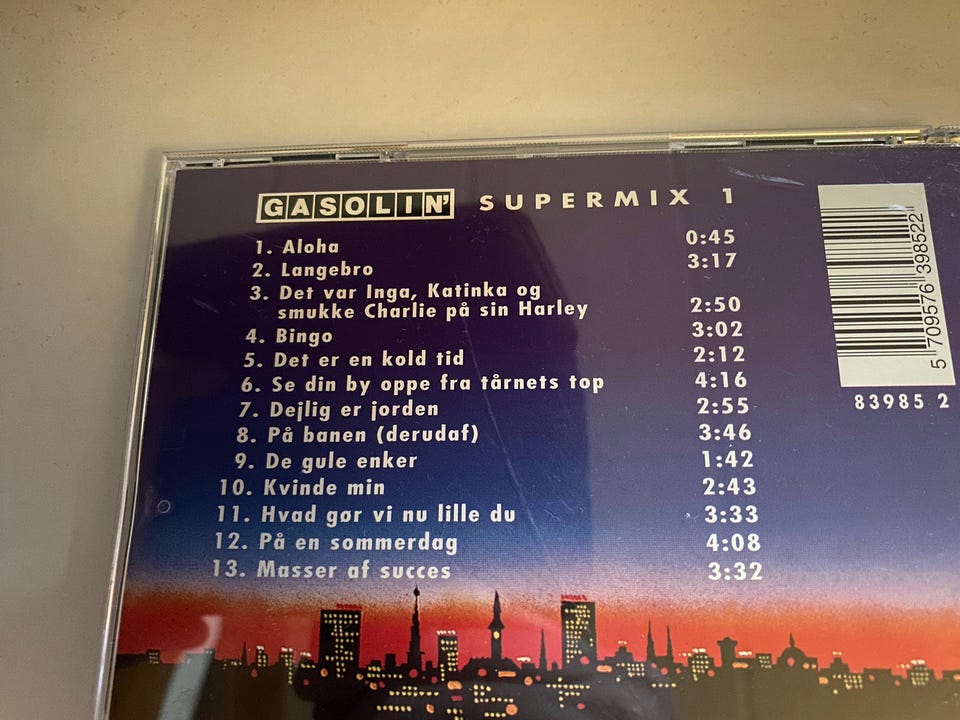 GASOLIN' SUPERMIX 1
1. Aloha 0:45
2. Langebro 3:17
3. Det var Inga, Katinka og
smukke Charlie på sin Harley 2:50
4. Bingo 3:02
5. Det er en kold tid 2:12
6. Se din by oppe fra tårnets top 4:16
7. Dejlig er jorden 2:55
8. På banen (derudaf) 3:46
9. De gule enker 1:42
10. Kvinde min 2:43
11. Hvad gør vi nu lille du 3:33
12. På en sommerdag 4:08
13. Masser af succes 3:32
5 709576 398522
83985 2